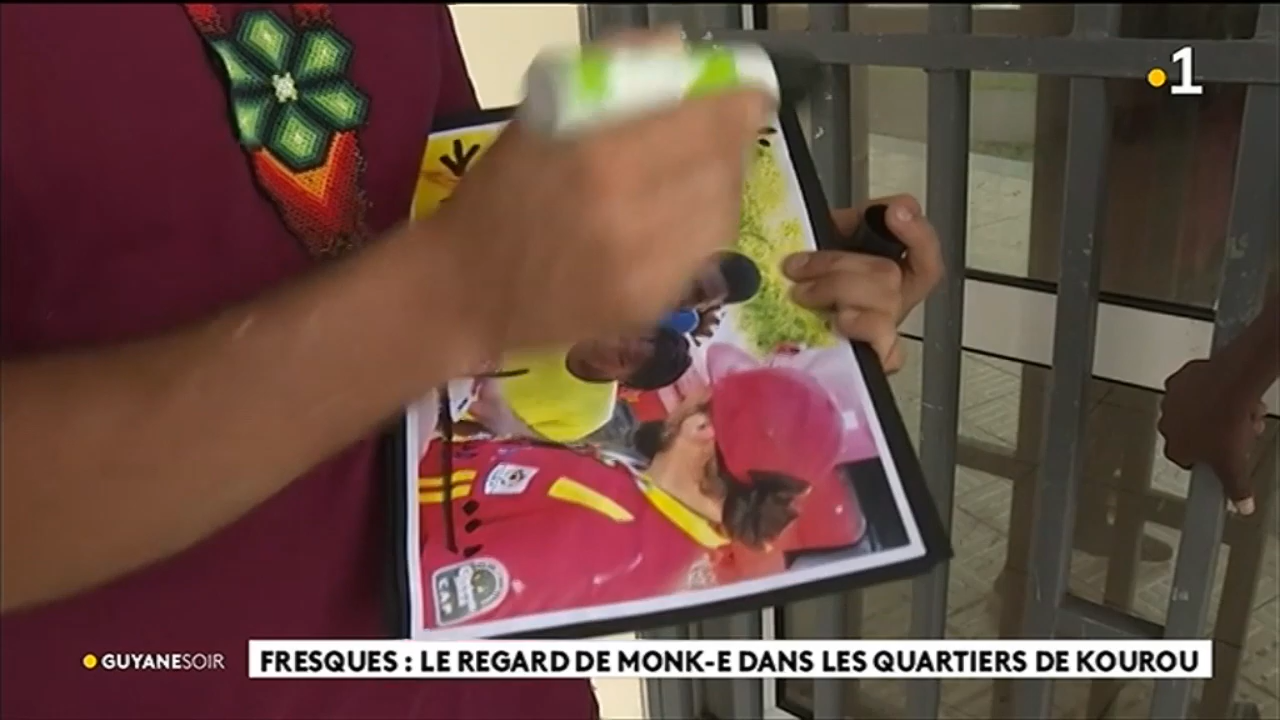 1
GUYANESOIR
FRESQUES : LE REGARD DE MONK-E DANS LES QUARTIERS DE KOUROU